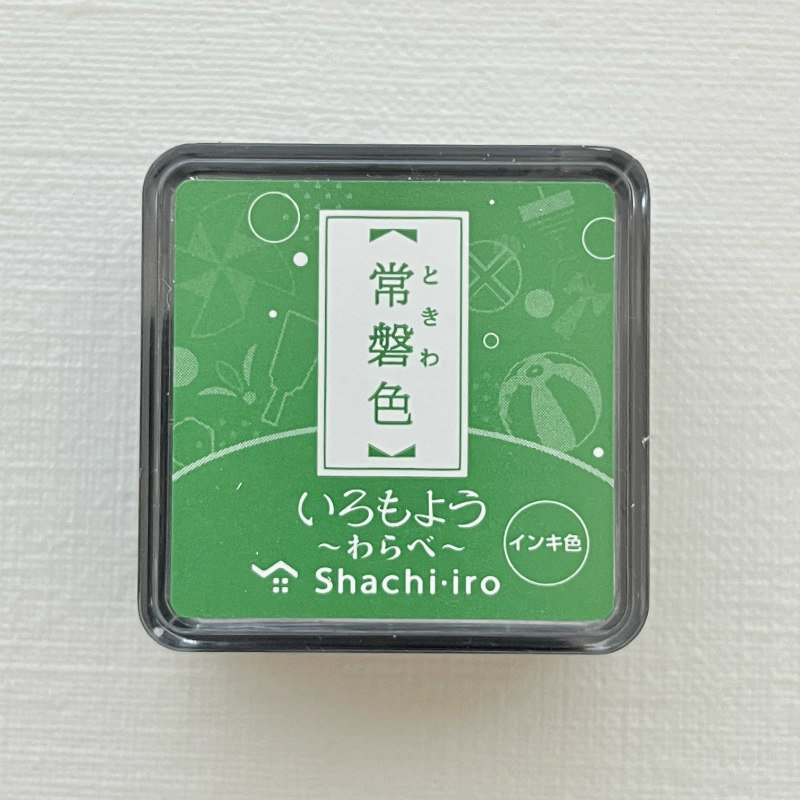 【常磐色】
ときわ
いろもよう
～わらべ～
Shachi・iro
インキ色